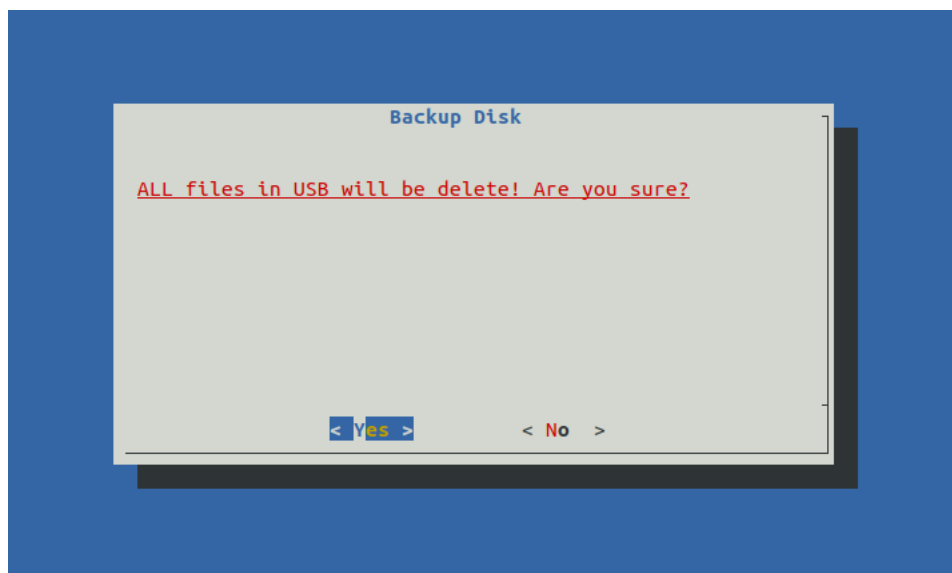 Backup Disk
ALL files in USB will be delete! Are you sure?
< Yes > < No >